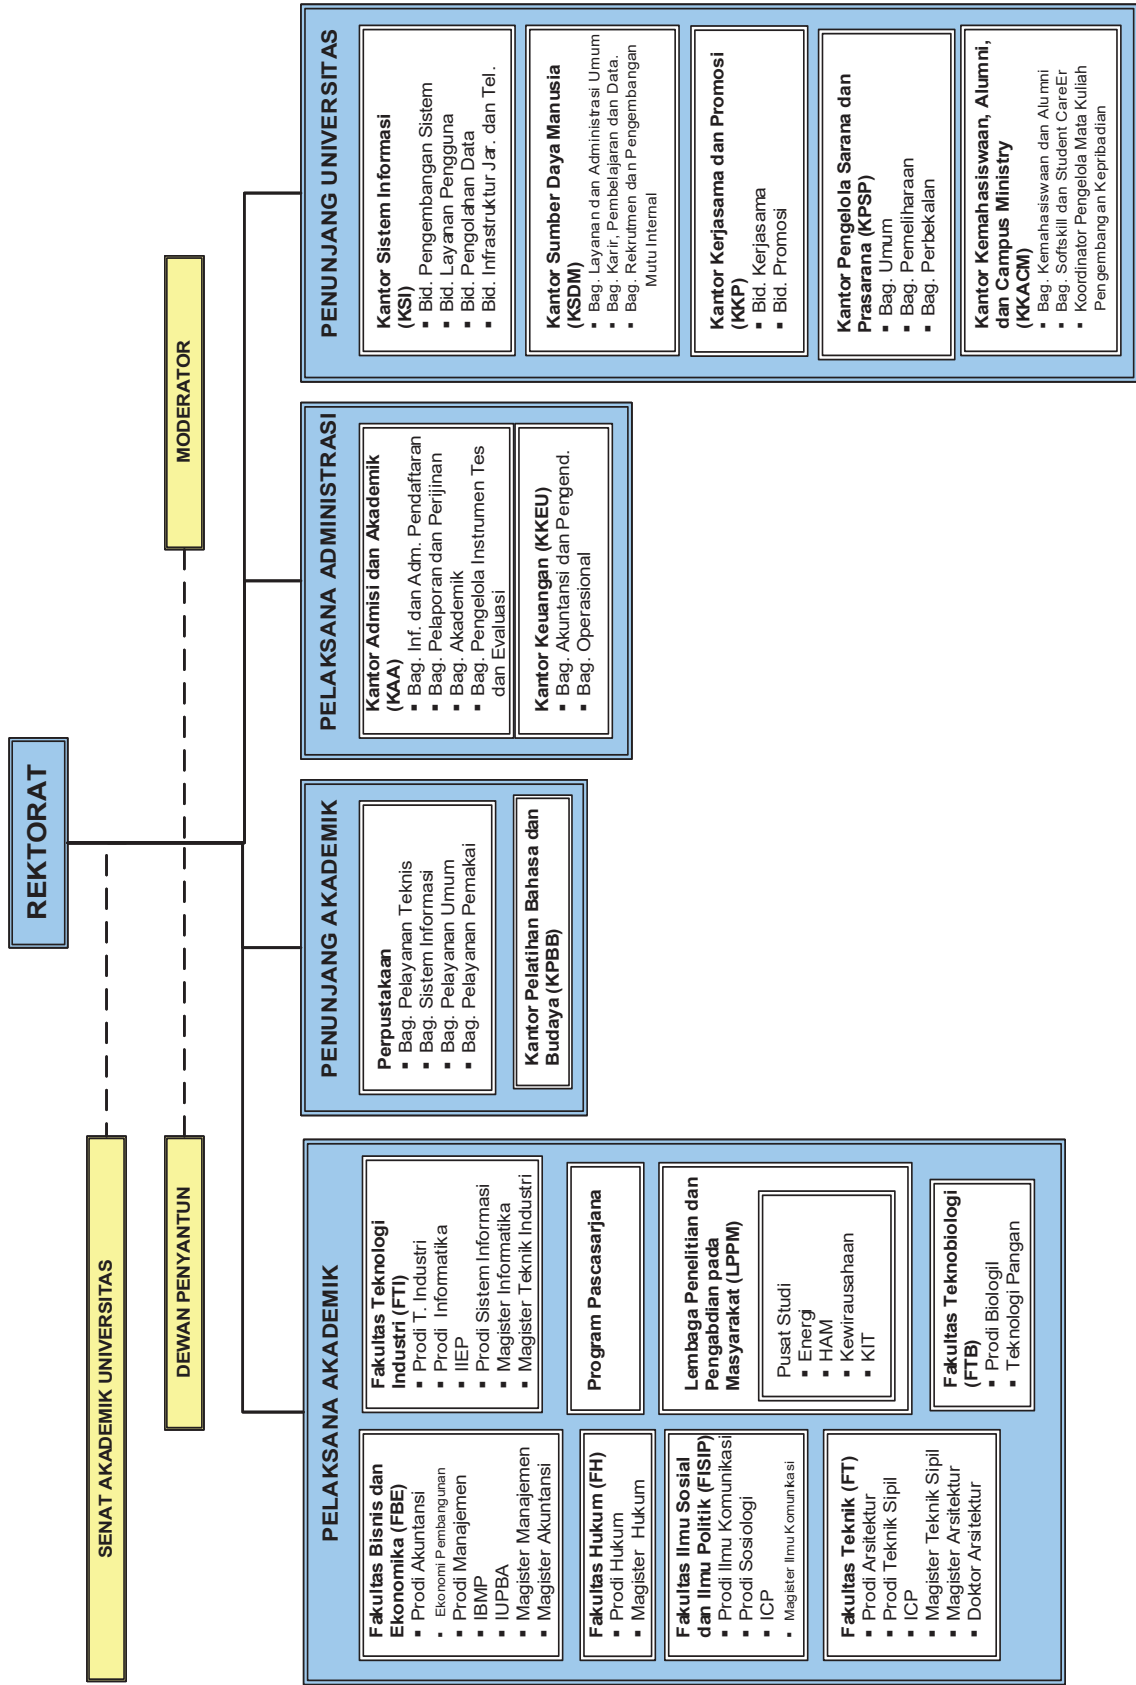 REKTORAT
SENAT AKADEMIK UNIVERSITAS
DEWAN PENYANTUN
MODERATOR
PELAKSANA AKADEMIK
Fakultas Bisnis dan
Ekonomika (FBE)
▪ Prodi Akuntansi
▪ Ekonomi Pembangunan
▪ Prodi Manajemen
▪ IBMP
▪ IUPBA
▪ Magister Manajemen
▪ Magister Akuntansi
Fakultas Hukum (FH)
▪ Prodi Hukum
▪ Magister Hukum
Fakultas Ilmu Sosial
dan Ilmu Politik (FISIP)
▪ Prodi Ilmu Komunikasi
▪ Prodi Sosiologi
▪ ICP
▪ Magister Ilmu Komunikasi
Fakultas Teknik (FT)
▪ Prodi Arsitektur
▪ Prodi Teknik Sipil
▪ ICP
▪ Magister Teknik Sipil
▪ Magister Arsitektur
▪ Doktor Arsitektur
Fakultas Teknologi
Industri (FTI)
▪ Prodi T. Industri
▪ Prodi Informatika
▪ IIEP
▪ Prodi Sistem Informasi
▪ Magister Informatika
▪ Magister Teknik Industri
Program Pascasarjana
Lembaga Penelitian dan
Pengabdian pada
Masyarakat (LPPM)
Pusat Studi
▪ Energi
▪ HAM
▪ Kewirausahaan
▪ KIT
Fakultas Teknobiologi
(FTB)
▪ Prodi Biologil
▪ Teknologi Pangan
PENUNJANG AKADEMIK
Perpustakaan
▪ Bag. Pelayanan Teknis
▪ Bag. Sistem Informasi
▪ Bag. Pelayanan Umum
▪ Bag. Pelayanan Pemakai
Kantor Pelatihan Bahasa dan
Budaya (KPBB)
PELAKSANA ADMINISTRASI
Kantor Admisi dan Akademik
(KAA)
▪ Bag. Inf. dan Adm. Pendaftaran
▪ Bag. Pelaporan dan Perijinan
▪ Bag. Akademik
▪ Bag. Pengelola Instrumen Tes
dan Evaluasi
Kantor Keuangan (KKEU)
▪ Bag. Akuntansi dan Pengend.
▪ Bag. Operasional
PENUNJANG UNIVERSITAS
Kantor Sistem Informasi
(KSI)
▪ Bid. Pengembangan Sistem
▪ Bid. Layanan Pengguna
▪ Bid. Pengolahan Data
▪ Bid. Infrastruktur Jar. dan Tel.
Kantor Sumber Daya Manusia
(KSDM)
▪ Bag. Layanan dan Administrasi Umum
▪ Bag. Karir, Pembelajaran dan Data.
▪ Bag. Rekrutmen dan Pengembangan
Mutu Internal
Kantor Kerjasama dan Promosi
(KKP)
▪ Bid. Kerjasama
▪ Bid. Promosi
Kantor Pengelola Sarana dan
Prasarana (KPSP)
▪ Bag. Umum
▪ Bag. Pemeliharaan
▪ Bag. Perbekalan
Kantor Kemahasiswaan, Alumni,
dan Campus Ministry
(KKACM)
▪ Bag. Kemahasiswaan dan Alumni
▪ Bag. Softskill dan Student CareEr
▪ Koordinator Pengelola Mata Kuliah
Pengembangan Kepribadian